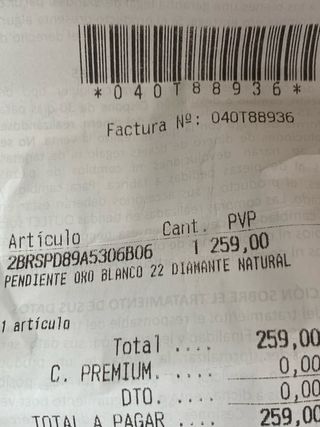 *040T88936*
Factura Nº: 040T88936
Artículo Cant. PVP
2BRSPD89A5306B06 1 259,00
PENDIENTE ORO BLANCO 22 DIAMANTE NATURAL
1 artículo
Total .... 259,00
C. PREMIUM. .... 0,00
DTO. .... 0,00
TOTAL A PAGAR .... 259,00